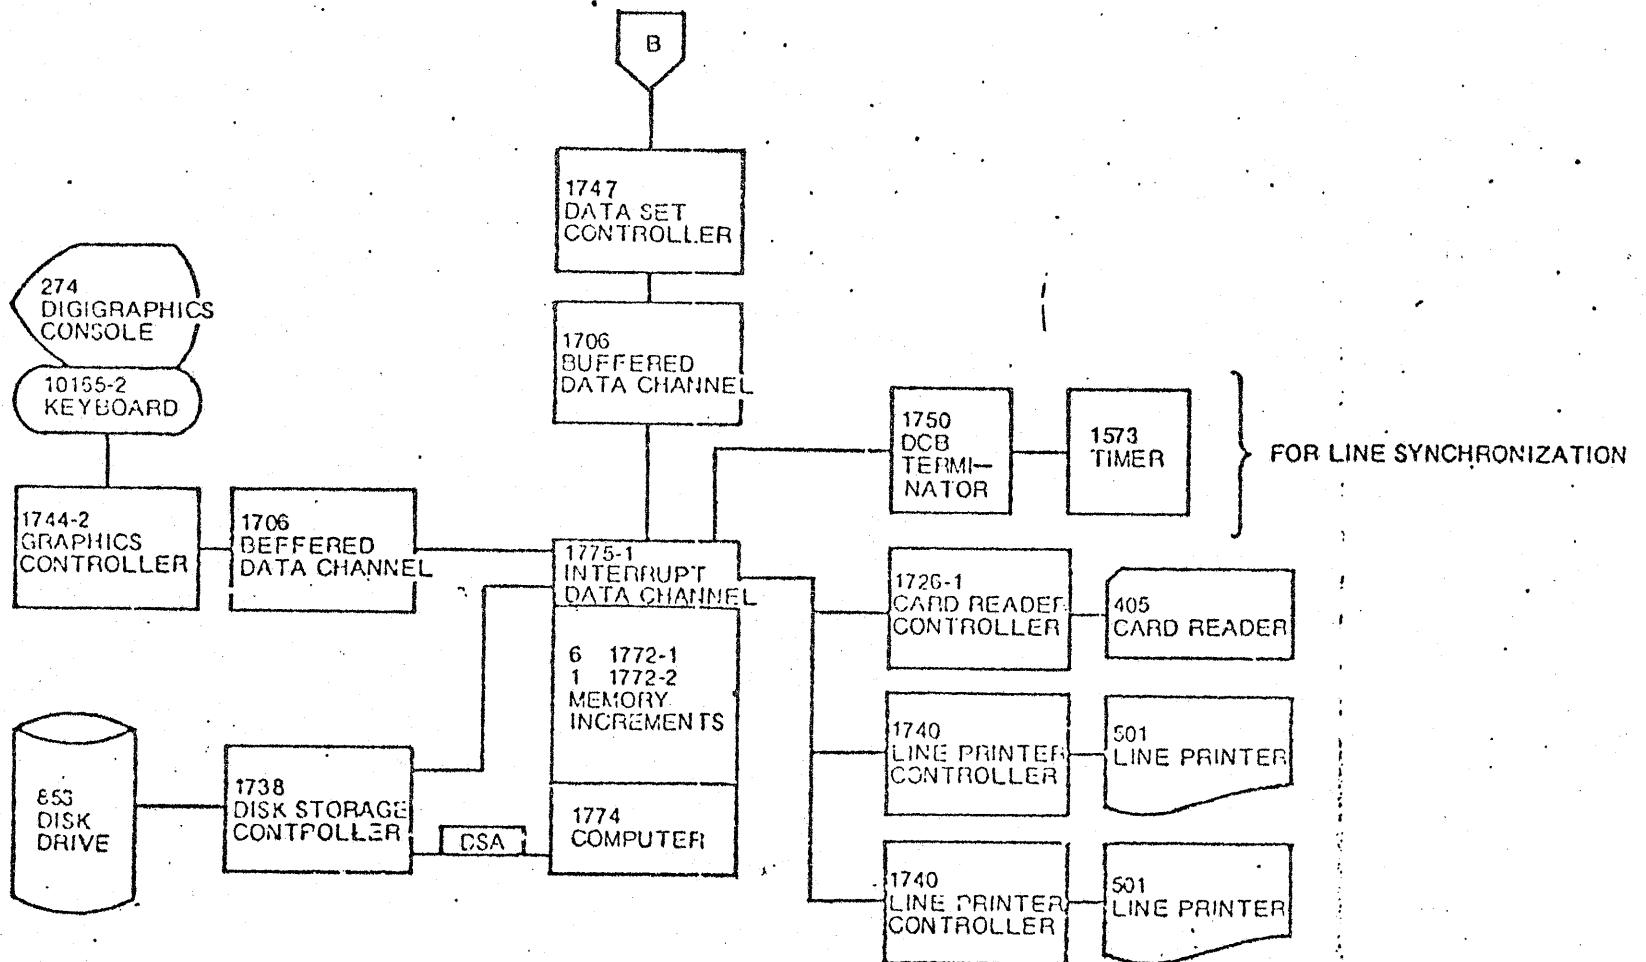 B
1747
DATA SET
CONTROLLER
274
DIGIGRAPHICS
CONSOLE
10165-2
KEYBOARD
1706
BUFFERED
DATA CHANNEL
1750
DCB
TERMI-
NATOR
1573
TIMER
FOR LINE SYNCHRONIZATION
1744-2
GRAPHICS
CONTROLLER
1706
BEFFERED
DATA CHANNEL
1775-1
INTERRUPT
DATA CHANNEL
6 1772-1
1 1772-2
MEMORY
INCREMENTS
1774
COMPUTER
1726-1
CARD READER
CONTROLLER
405
CARD READER
1740
LINE PRINTER
CONTROLLER
501
LINE PRINTER
853
DISK
DRIVE
1738
DISK STORAGE
CONTROLLER
DSA
1740
LINE PRINTER
CONTROLLER
501
LINE PRINTER